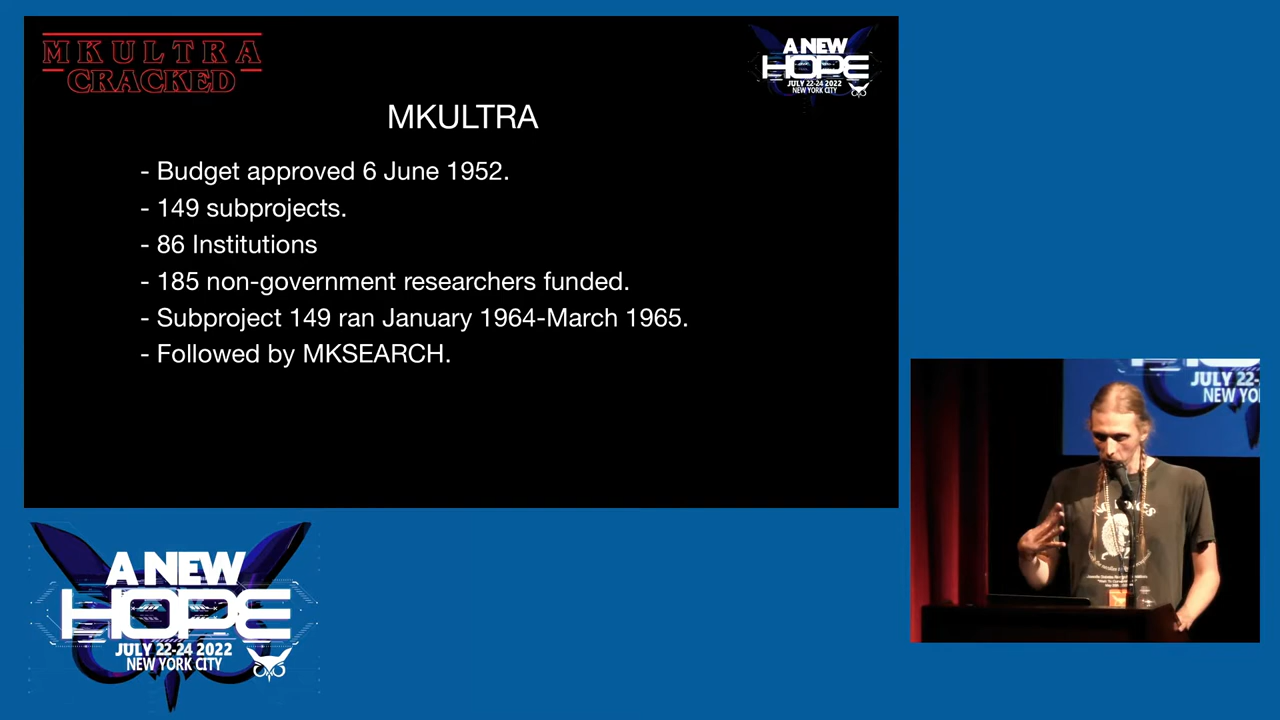 MKULTRA
CRACKED
A NEW
HOPE
JULY 22-24 2022
NEW YORK CITY
MKULTRA
- Budget approved 6 June 1952.
- 149 subprojects.
- 86 Institutions
- 185 non-government researchers funded.
- Subproject 149 ran January 1964-March 1965.
- Followed by MKSEARCH.
JULY 22-
NEW YO
A NEW
HOPE
JULY 22-24 2022
NEW YORK CITY